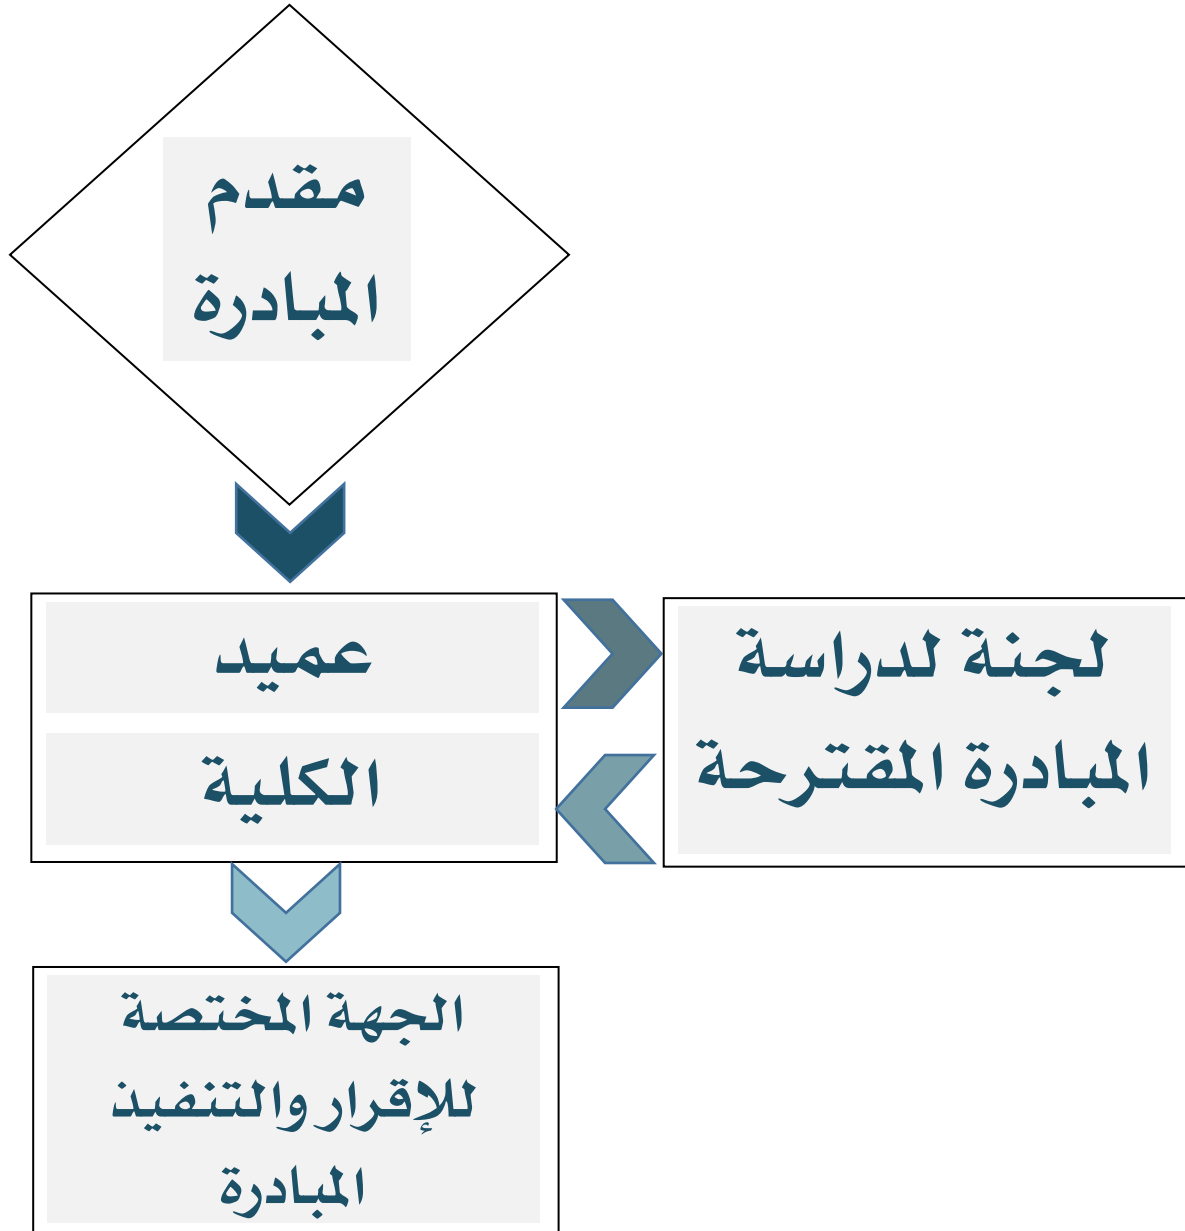 مقدم
المبادرة
عميد
الكلية
لجنة لدراسة
المبادرة المقترحة
الجهة المختصة
للإقرار والتنفيذ
المبادرة